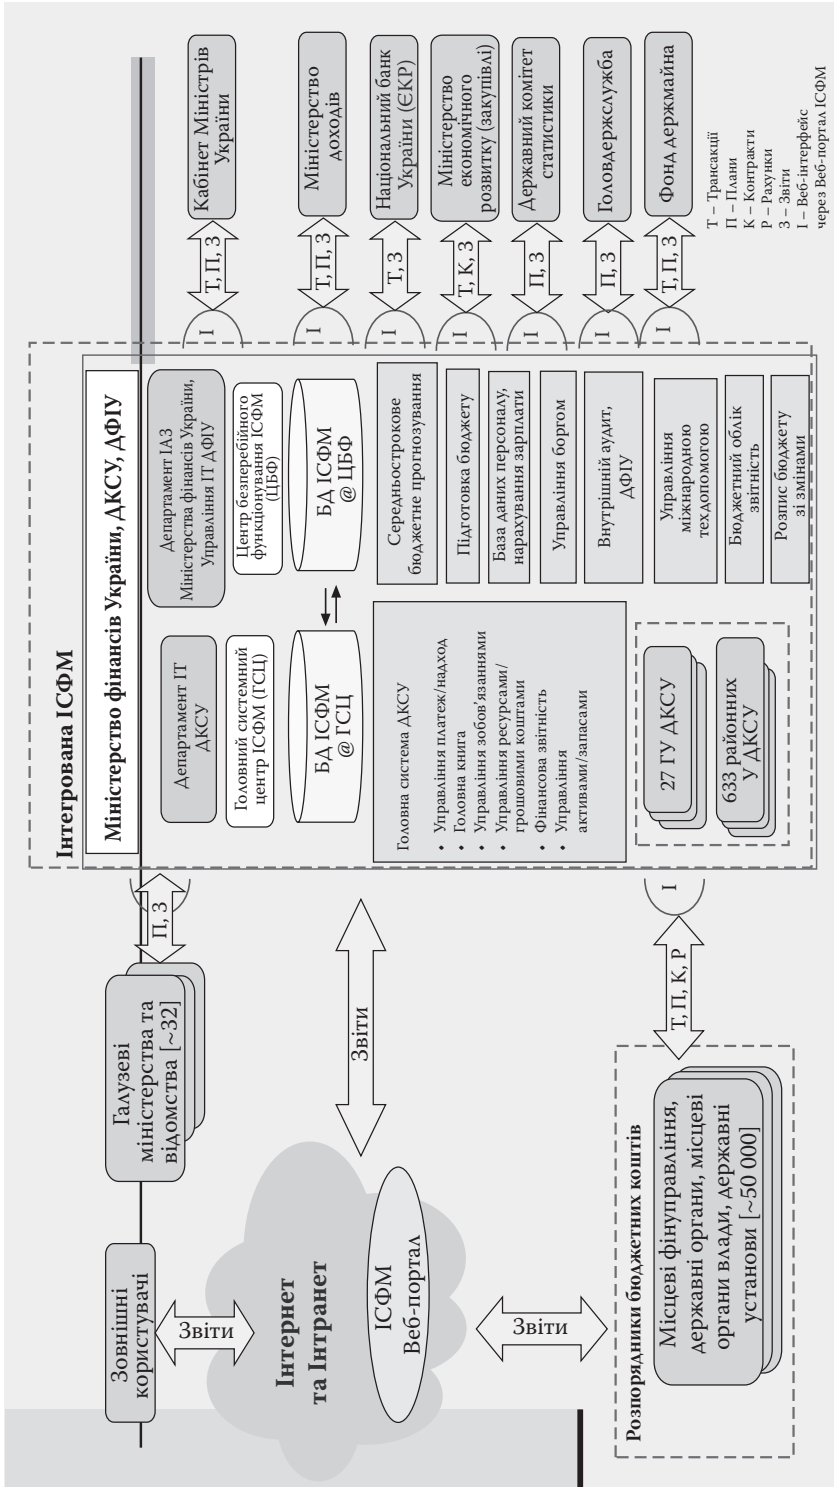 Інтегрована ІСФМ
Міністерство фінансів України, ДКСУ, ДФІУ
Зовнішні
користувачі
Галузеві
міністерства та
відомства [~32]
П, З
Звіти
Інтернет
та Інтранет
ІСФМ
Веб-портал
Звіти
Звіти
Розпорядники бюджетних коштів
Місцеві фінуправління,
державні органи, місцеві
органи влади, державні
установи [~50 000]
Т, П, К, Р
І
Департамент ІТ
ДКСУ
Головний системний
центр ІСФМ (ГСЦ)
БД ІСФМ
@ ГСЦ
Головна система ДКСУ
• Управління платеж/надход
• Головна книга
• Управління зобов’язаннями
• Управління ресурсами/
грошовими коштами
• Фінансова звітність
• Управління
активами/запасами
27 ГУ ДКСУ
633 районних
У ДКСУ
Департамент ІАЗ
Міністерства фінансів України,
Управління ІТ ДФІУ
Центр безперебійного
функціонування ІСФМ
(ЦБФ)
БД ІСФМ
@ ЦБФ
Середньострокове
бюджетне прогнозування
Підготовка бюджету
База даних персоналу,
нарахування зарплати
Управління боргом
Внутрішній аудит,
ДФІУ
Управління
міжнародною
техдопомогою
Бюджетний облік
звітність
Розпис бюджету
зі змінами
І
Т, П, З
Кабінет Міністрів
України
І
Т, П, З
Міністерство
доходів
І
Т, З
Національний банк
України (ЄКР)
І
Т, К, З
Міністерство
економічного
розвитку (закупівлі)
І
П, З
Державний комітет
статистики
І
П, З
Головдержслужба
І
Т, П, З
Фонд держмайна
Т – Трансакції
П – Плани
К – Контракти
Р – Рахунки
З – Звіти
І – Веб-інтерфейс
через Веб-портал ІСФМ